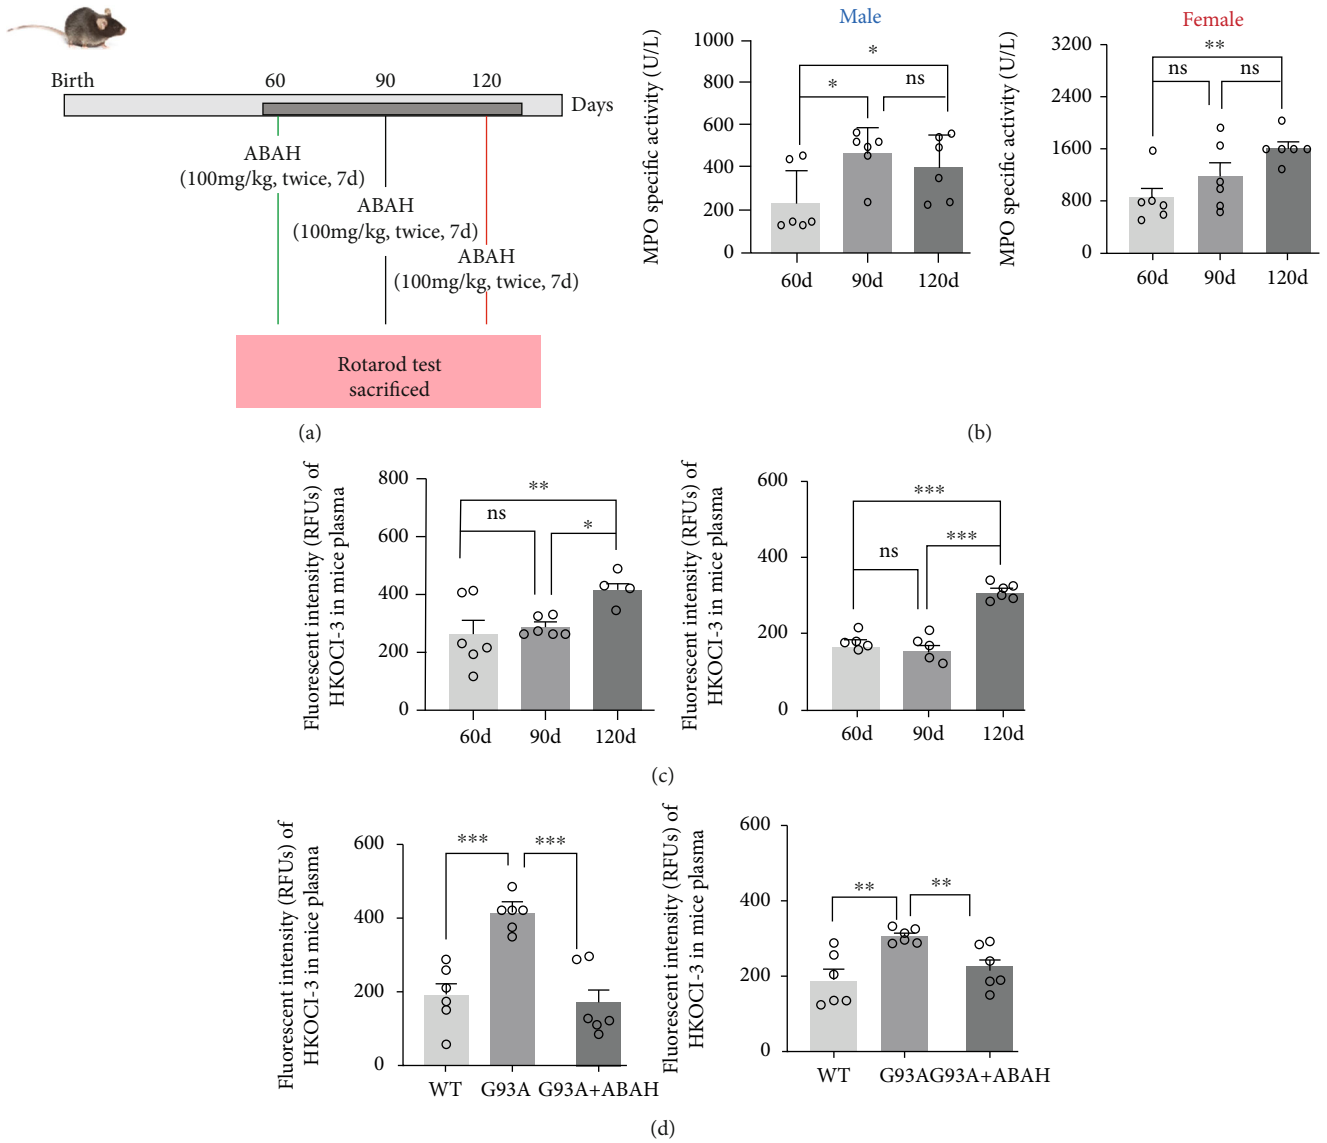 Birth
60
90
120
Days
ABAH
(100mg/kg, twice, 7d)
ABAH
(100mg/kg, twice, 7d)
ABAH
(100mg/kg, twice, 7d)
Rotarod test
sacrificed
(a)
Male
MPO specific activity (U/L)
1000
800
600
400
200
0
*
*
ns
60d
90d
120d
Female
MPO specific activity (U/L)
3200
2400
1600
800
0
**
ns
ns
60d
90d
120d
(b)
Fluorescent intensity (RFUs) of
HKOCI-3 in mice plasma
800
600
400
200
0
**
ns
*
60d
90d
120d
Fluorescent intensity (RFUs) of
HKOCI-3 in mice plasma
600
400
200
0
***
ns
***
60d
90d
120d
(c)
Fluorescent intensity (RFUs) of
HKOCI-3 in mice plasma
600
400
200
0
***
***
WT
G93A
G93A+ABAH
Fluorescent intensity (RFUs) of
HKOCI-3 in mice plasma
600
400
200
0
**
**
WT
G93A
G93A+ABAH
(d)